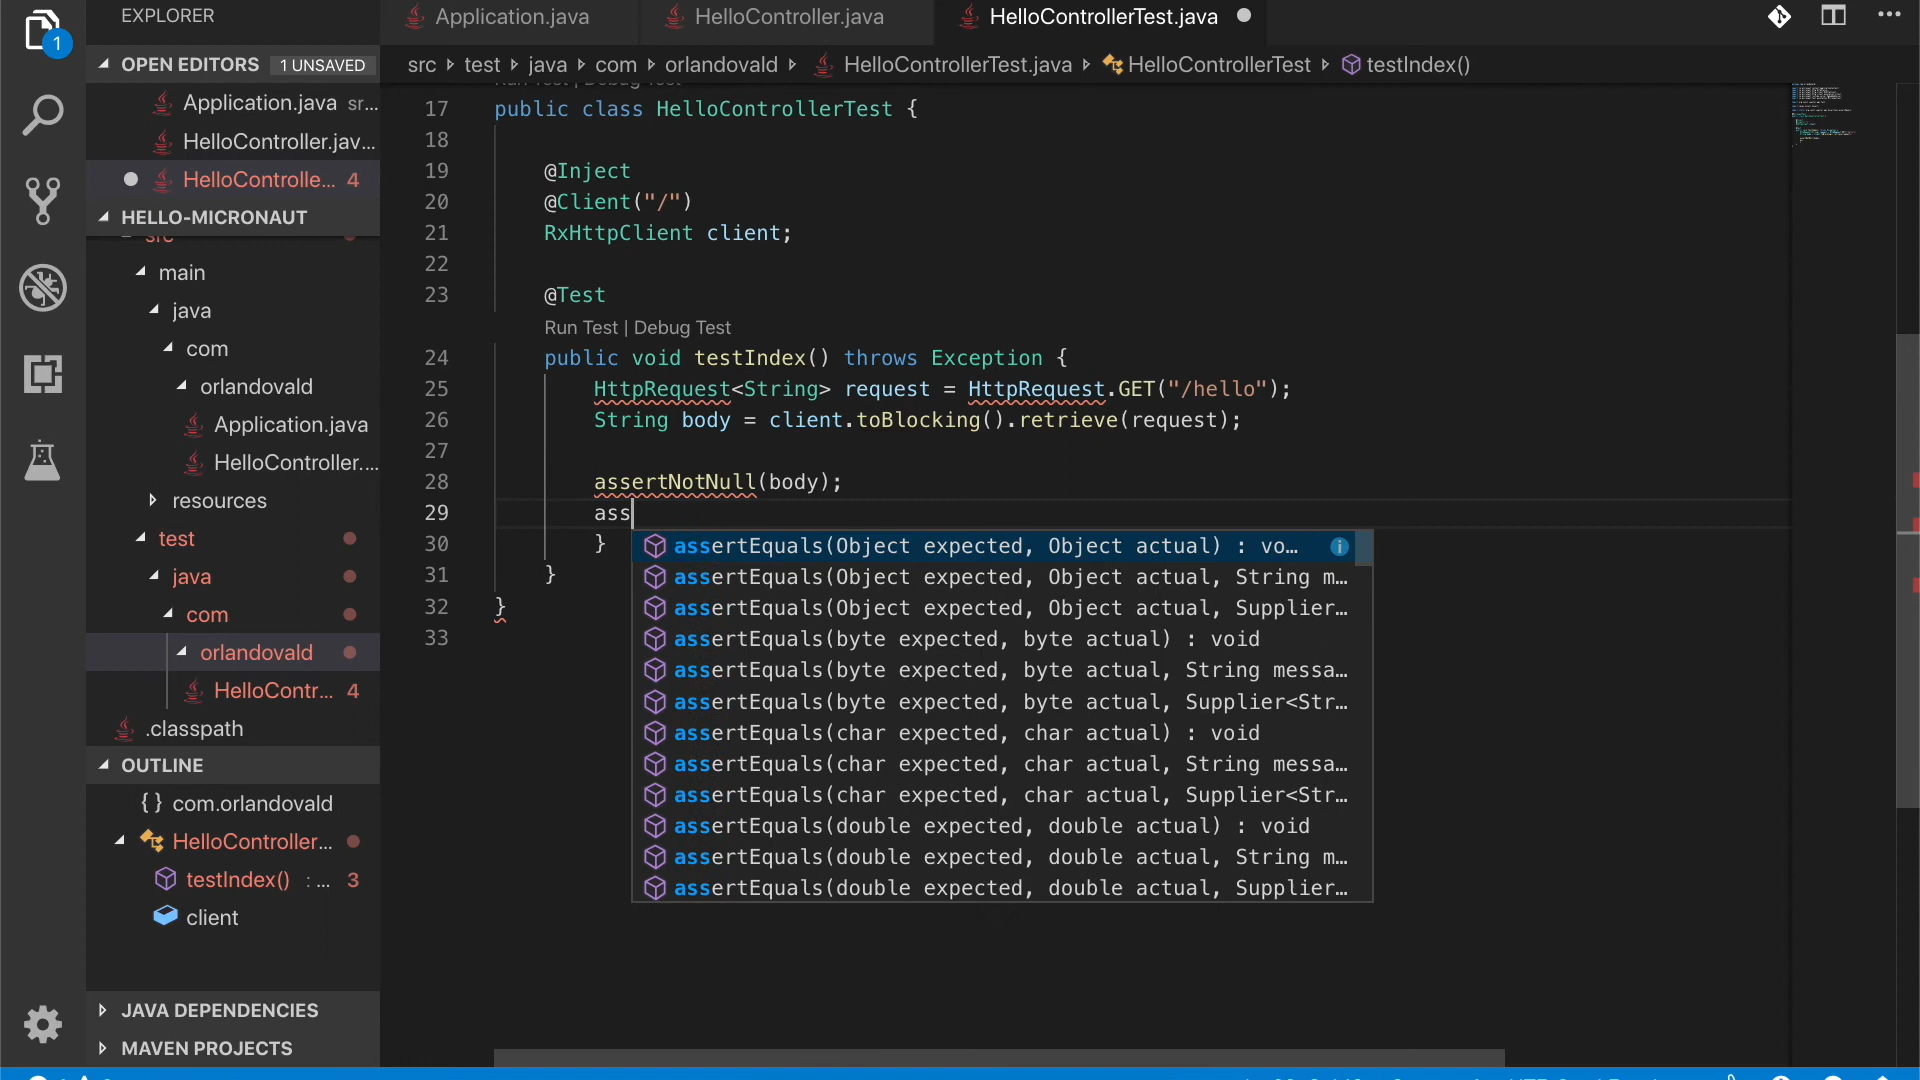 EXPLORER
1
OPEN EDITORS 1 UNSAVED
Application.java sr...
HelloController.jav...
HelloControlle... 4
HELLO-MICRONAUT
src
main
java
com
orlandovald
Application.java
HelloController....
resources
test
java
com
orlandovald
HelloContr... 4
.classpath
OUTLINE
{} com.orlandovald
HelloController...
testIndex() : ... 3
client
JAVA DEPENDENCIES
MAVEN PROJECTS
Application.java
HelloController.java
HelloControllerTest.java
src test java com orlandovald HelloControllerTest.java HelloControllerTest testIndex()
Run Test | Debug Test
17 public class HelloControllerTest {
18
19 @Inject
20 @Client("/")
21 RxHttpClient client;
22
23 @Test
Run Test | Debug Test
24 public void testIndex() throws Exception {
25 HttpRequest<String> request = HttpRequest.GET("/hello");
26 String body = client.toBlocking().retrieve(request);
27
28 assertNotNull(body);
29 ass
30 }
31 }
32 }
33
assertEquals(Object expected, Object actual) : vo...
assertEquals(Object expected, Object actual, String m...
assertEquals(Object expected, Object actual, Supplier...
assertEquals(byte expected, byte actual) : void
assertEquals(byte expected, byte actual, String messa...
assertEquals(byte expected, byte actual, Supplier<Str...
assertEquals(char expected, char actual) : void
assertEquals(char expected, char actual, String messa...
assertEquals(char expected, char actual, Supplier<Str...
assertEquals(double expected, double actual) : void
assertEquals(double expected, double actual, String m...
assertEquals(double expected, double actual, Supplier...